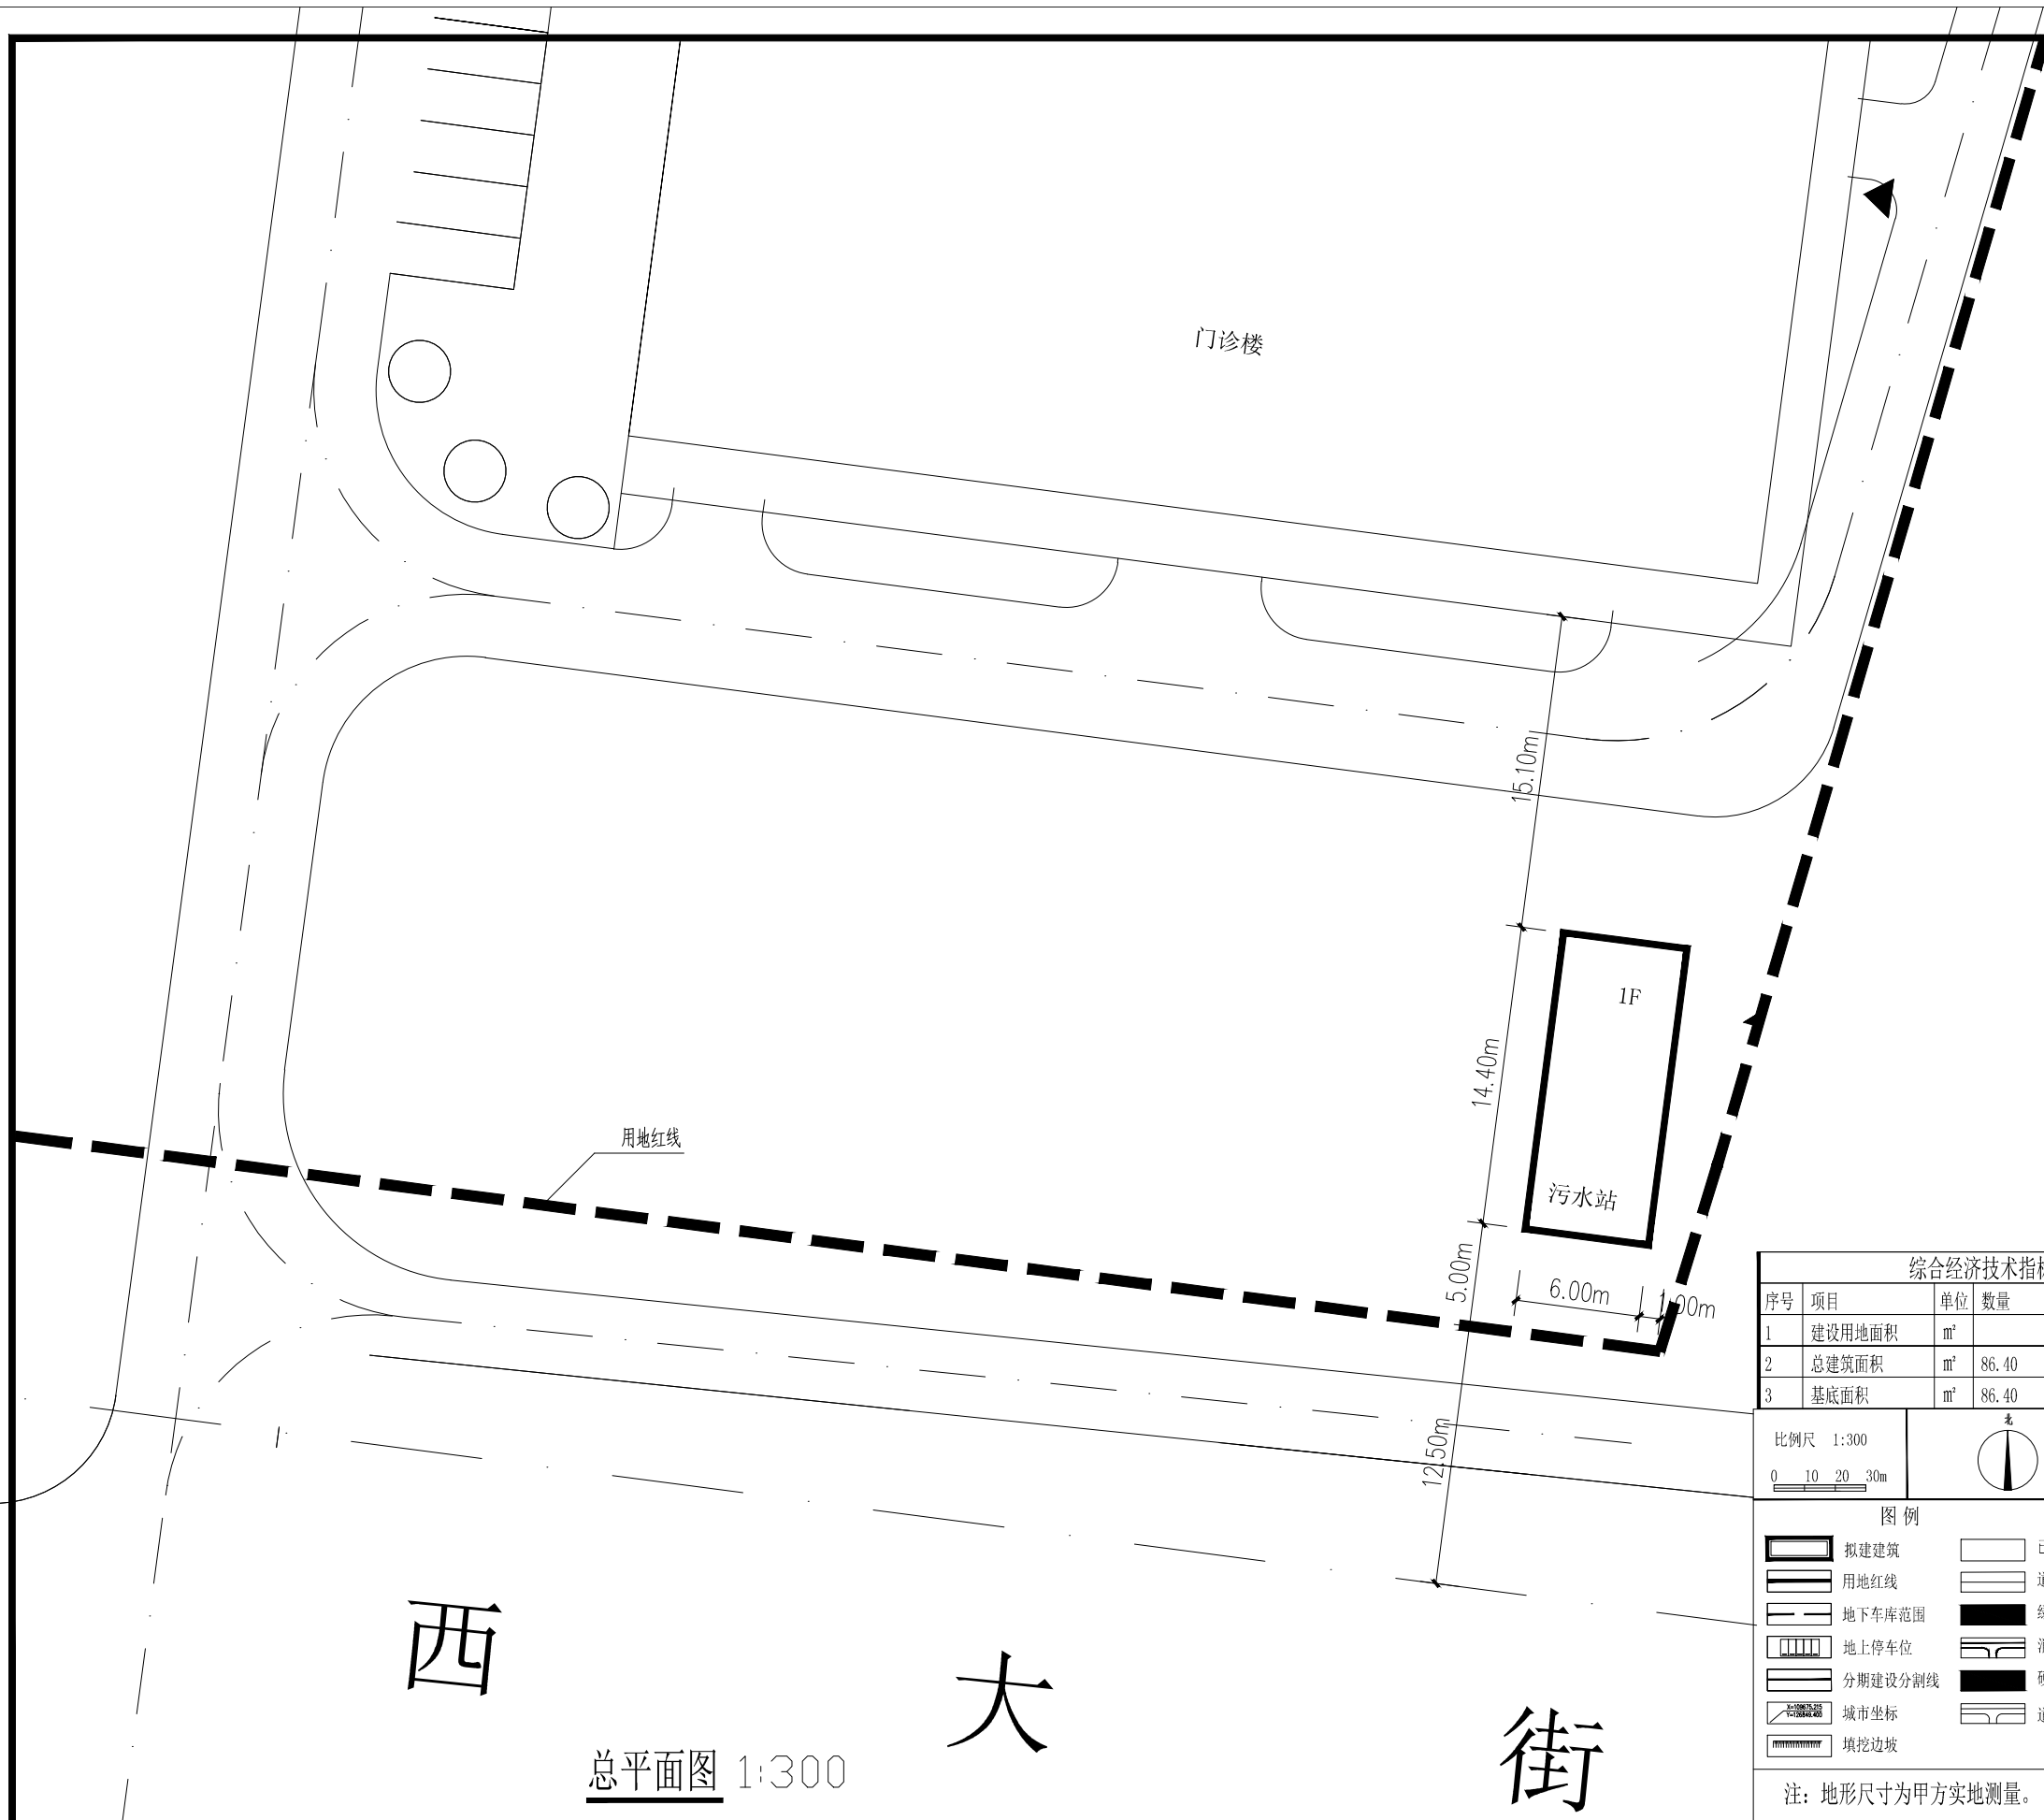 门诊楼
15.10m
1F
14.40m
用地红线
污水站
5.00m
6.00m
1.00m
12.50m
西大街
总平面图 1:300
综合经济技术指
序号 项目 单位 数量
1 建设用地面积 m²
2 总建筑面积 m² 86.40
3 基底面积 m² 86.40
比例尺 1:300
0 10 20 30m
北
图例
拟建建筑
用地红线
地下车库范围
地上停车位
分期建设分割线
城市坐标
填挖边坡
注：地形尺寸为甲方实地测量。